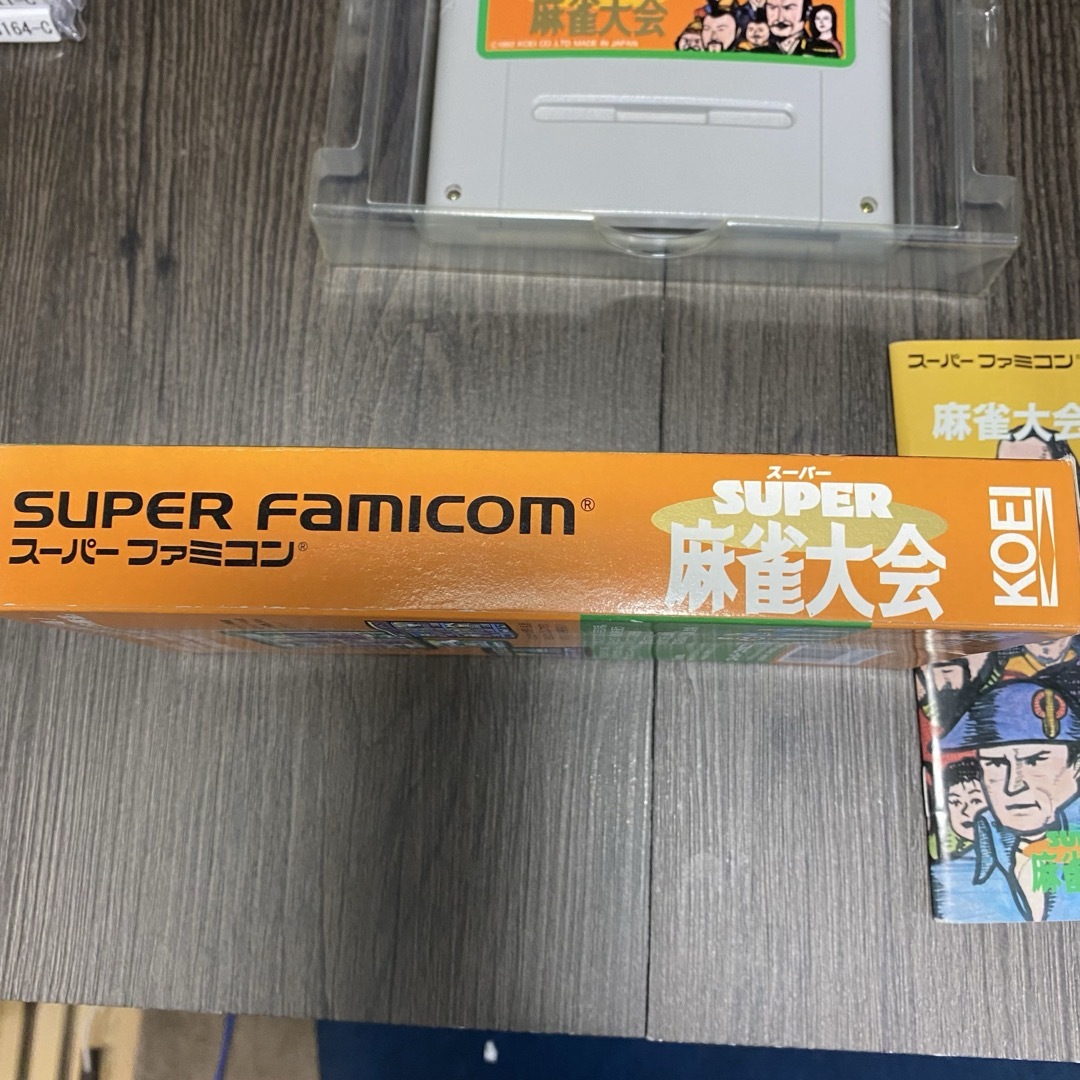 164-C
麻雀大会
©1992 KOEI CO.,LTD MADE IN JAPAN
スーパーファミコン
麻雀大会
SUPER FAMICOM®
スーパーファミコン®
スーパー
SUPER
麻雀大会
KOEI